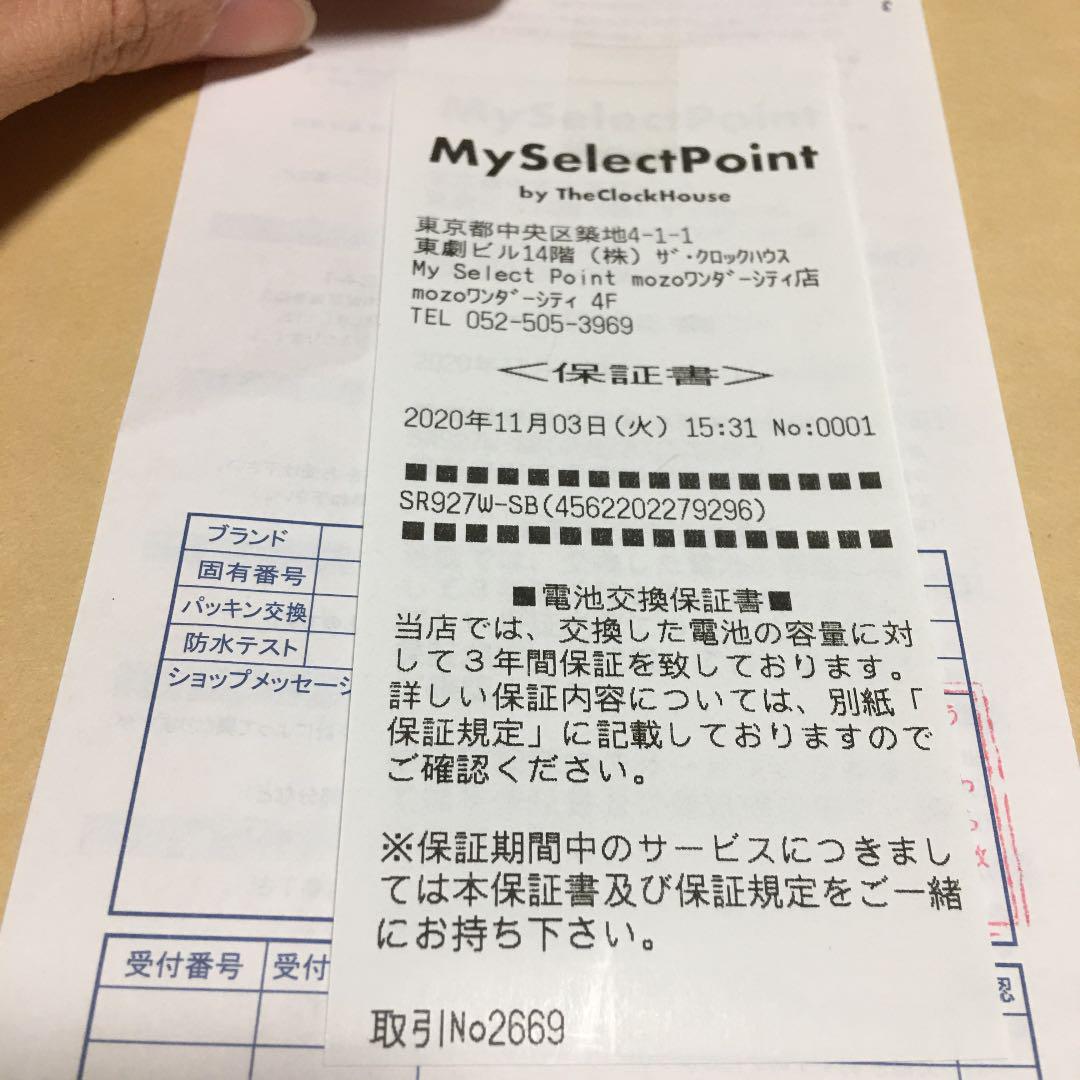 MySelectPoint
by TheClockHouse
東京都中央区築地4-1-1
東劇ビル14階 (株) ｻﾞ・ｸﾛｯｸﾊｳｽ
My Select Point mozoﾜﾝﾀﾞｰｼﾃｨ店
mozoﾜﾝﾀﾞｰｼﾃｨ 4F
TEL 052-505-3969
＜保証書＞
2020年11月03日(火) 15:31 No:0001
■■■■■■■■■■■■■■■■
SR927W-SB(4562202279296)
■■■■■■■■■■■■■■■■
■電池交換保証書■
当店では、交換した電池の容量に対
して３年間保証を致しております。
詳しい保証内容については、別紙「
保証規定」に記載しておりますので
ご確認ください。
※保証期間中のサービスにつきまし
ては本保証書及び保証規定をご一緒
にお持ち下さい。
取引No2669
ブランド
固有番号
パッキン交換
防水テスト
ショップメッセージ
受付番号 受付